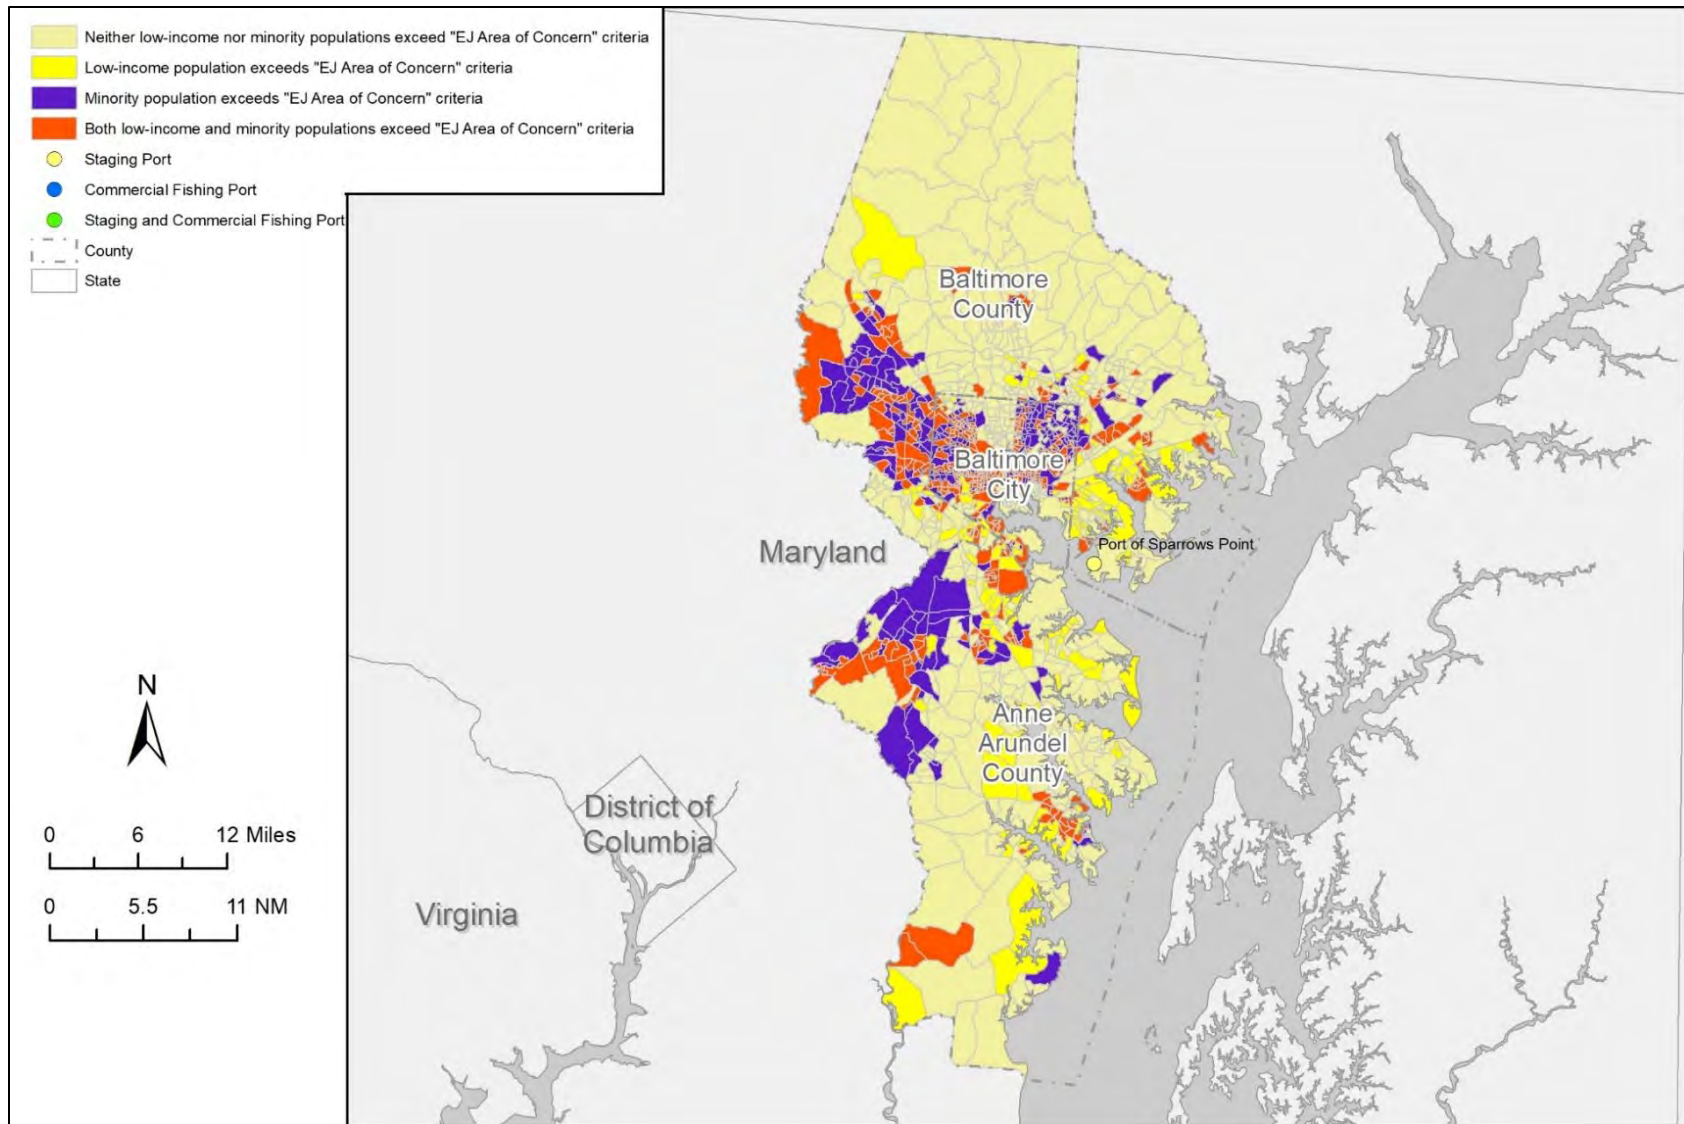 Neither low-income nor minority populations exceed "EJ Area of Concern" criteria
Low-income population exceeds "EJ Area of Concern" criteria
Minority population exceeds "EJ Area of Concern" criteria
Both low-income and minority populations exceed "EJ Area of Concern" criteria
Staging Port
Commercial Fishing Port
Staging and Commercial Fishing Port
County
State
Baltimore
County
Baltimore
City
Maryland
Port of Sparrows Point
Anne
Arundel
County
District of
Columbia
Virginia
N
0 6 12 Miles
0 5.5 11 NM